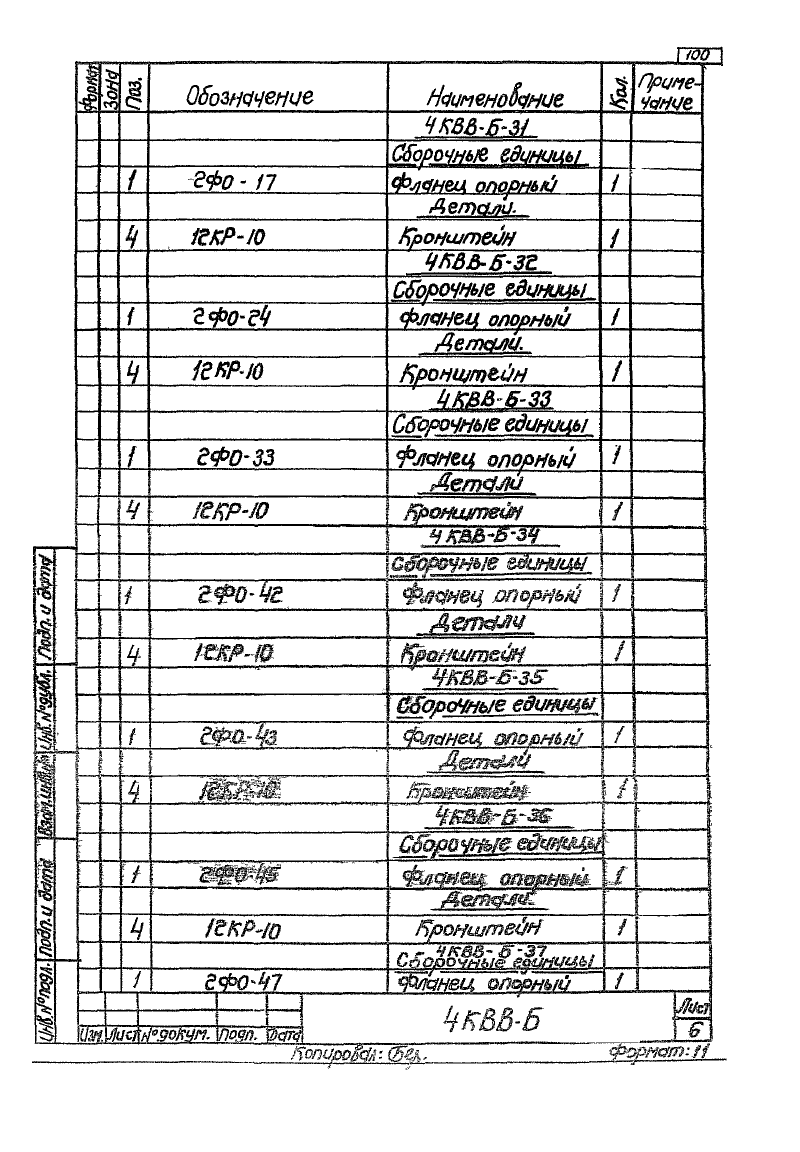 100
Формат Зона Поз. Обозначение Наименование Кол. Приме-
чание
4КВВ-Б-31
Сборочные единицы
1 2ФО-17 Фланец опорный 1
Детали.
4 12КР-10 Кронштейн 1
4КВВ-Б-32
Сборочные единицы
1 2ФО-24 Фланец опорный 1
Детали.
4 12КР-10 Кронштейн 1
4КВВ-Б-33
Сборочные единицы
1 2ФО-33 Фланец опорный 1
Детали
4 12КР-10 Кронштейн 1
4КВВ-Б-34
Сборочные единицы
1 2ФО-42 Фланец опорный 1
Детали
4 12КР-10 Кронштейн 1
4КВВ-Б-35
Сборочные единицы
1 2ФО-43 Фланец опорный 1
Детали
4 12КР-10 Кронштейн 1
4КВВ-Б-36
Сборочные единицы
1 2ФО-45 Фланец опорный 1
Детали
4 12КР-10 Кронштейн 1
4КВВ-Б-37
Сборочные единицы
1 2ФО-47 Фланец опорный 1
Инв.№подл. Подп. и дата Взам.инв.№ Инв.№дубл. Подп. и дата
Изм. Лист №докум. Подп. Дата
4КВВ-Б
Лист
6
Копировал: Бел. Формат: 11